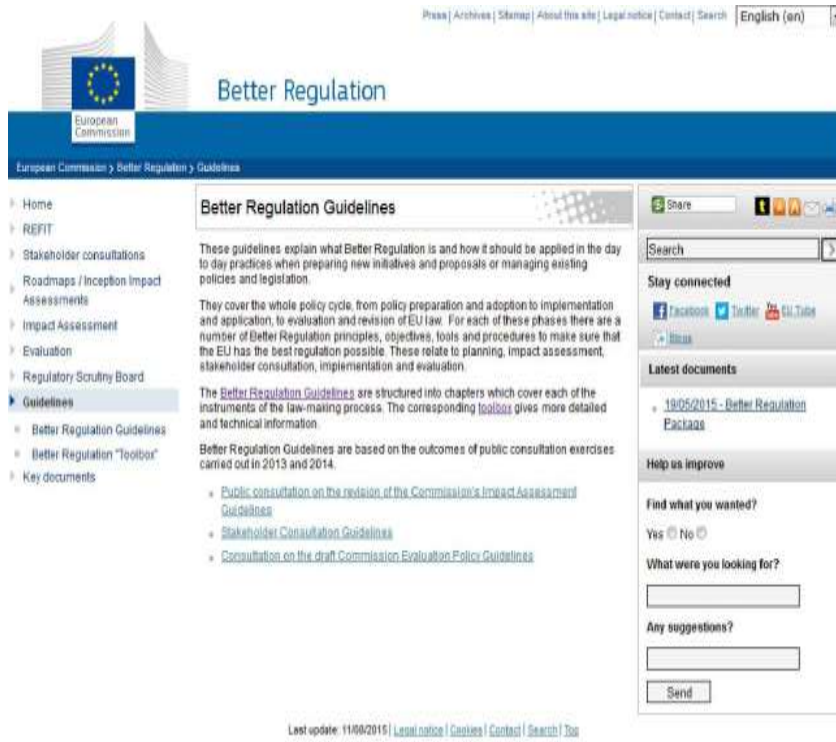 Press | Archives | Sitemap | About this site | Legal notice | Contact | Search
English (en)
European
Commission
Better Regulation
European Commission > Better Regulation > Guidelines
Home
REFIT
Stakeholder consultations
Roadmaps / Inception Impact
Assessments
Impact Assessment
Evaluation
Regulatory Scrutiny Board
Guidelines
Better Regulation Guidelines
Better Regulation "Toolbox"
Key documents
Better Regulation Guidelines
These guidelines explain what Better Regulation is and how it should be applied in the day
to day practices when preparing new initiatives and proposals or managing existing
policies and legislation.
They cover the whole policy cycle, from policy preparation and adoption to implementation
and application, to evaluation and revision of EU law. For each of these phases there are a
number of Better Regulation principles, objectives, tools and procedures to make sure that
the EU has the best regulation possible. These relate to planning, impact assessment,
stakeholder consultation, implementation and evaluation.
The Better Regulation Guidelines are structured into chapters which cover each of the
instruments of the law-making process. The corresponding toolbox gives more detailed
and technical information.
Better Regulation Guidelines are based on the outcomes of public consultation exercises
carried out in 2013 and 2014.
Public consultation on the revision of the Commission's Impact Assessment
Guidelines
Stakeholder Consultation Guidelines
Consultation on the draft Commission Evaluation Policy Guidelines
Share
Search
Stay connected
Facebook Twitter EU Tube
Latest documents
19/05/2015 - Better Regulation
Package
Help us improve
Find what you wanted?
Yes No
What were you looking for?
Any suggestions?
Send
Last update: 11/08/2015 | Legal notice | Cookies | Contact | Search | Top